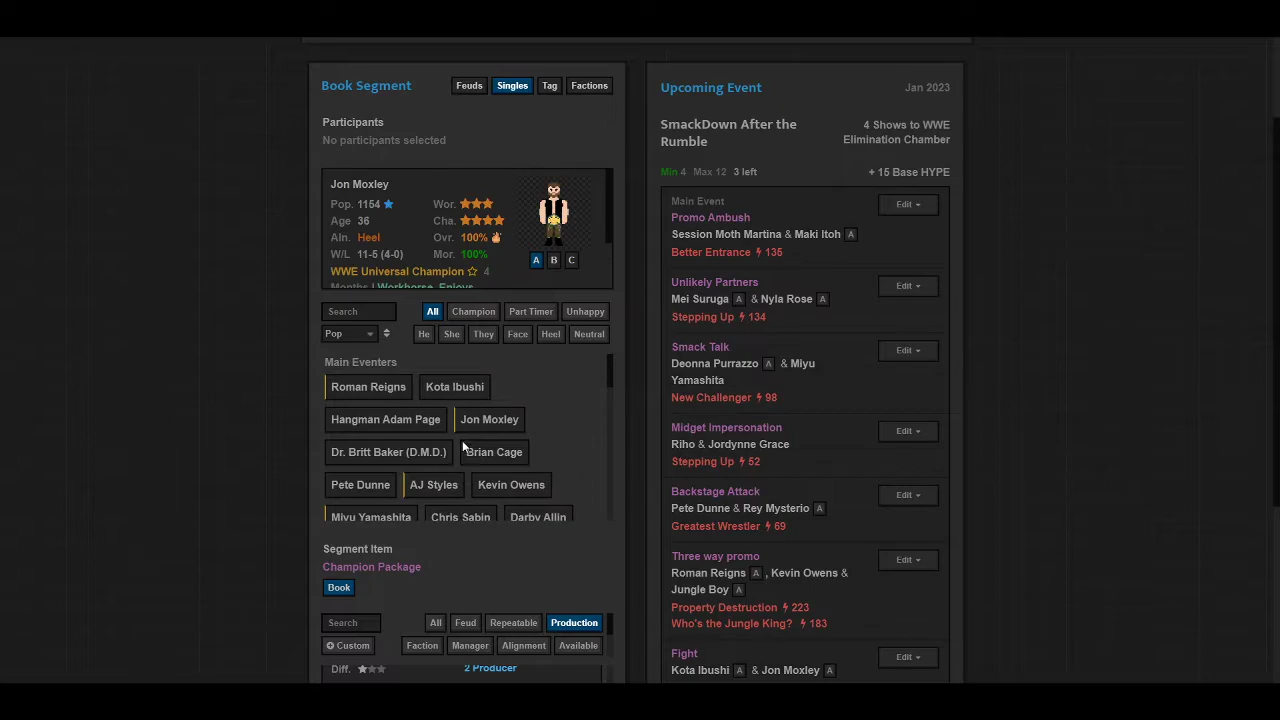 Book Segment
Feuds Singles Tag Factions
Participants
No participants selected
Jon Moxley
Pop. 1154 Wor.
Age 36 Cha.
Aln. Heel Ovr. 100%
W/L 11-5 (4-0) Mor. 100%
A B C
WWE Universal Champion 4
Months | Workhorse, Enjoys
Search All Champion Part Timer Unhappy
Pop He She They Face Heel Neutral
Main Eventers
Roman Reigns Kota Ibushi
Hangman Adam Page Jon Moxley
Dr. Britt Baker (D.M.D.) Brian Cage
Pete Dunne AJ Styles Kevin Owens
Miyu Yamashita Chris Sabin Darby Allin
Segment Item
Champion Package
Book
Search All Feud Repeatable Production
Custom Faction Manager Alignment Available
Diff. 2 Producer
Upcoming Event Jan 2023
SmackDown After the
Rumble
4 Shows to WWE
Elimination Chamber
Min 4 Max 12 3 left + 15 Base HYPE
Main Event Edit
Promo Ambush
Session Moth Martina & Maki Itoh A
Better Entrance 135
Unlikely Partners Edit
Mei Suruga A & Nyla Rose A
Stepping Up 134
Smack Talk Edit
Deonna Purrazzo A & Miyu
Yamashita
New Challenger 98
Midget Impersonation Edit
Riho & Jordynne Grace
Stepping Up 52
Backstage Attack Edit
Pete Dunne & Rey Mysterio A
Greatest Wrestler 69
Three way promo Edit
Roman Reigns A , Kevin Owens &
Jungle Boy A
Property Destruction 223
Who's the Jungle King? 183
Fight Edit
Kota Ibushi A & Jon Moxley A